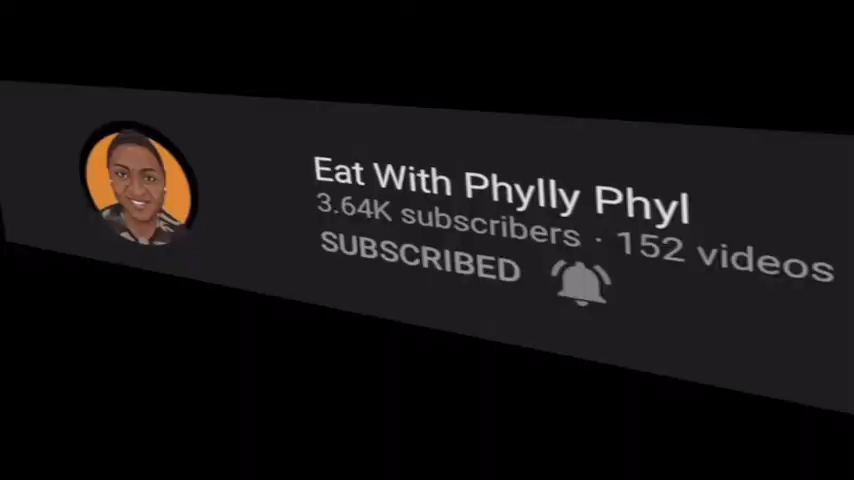 Eat With Phylly Phyl
3.64K subscribers · 152 videos
SUBSCRIBED